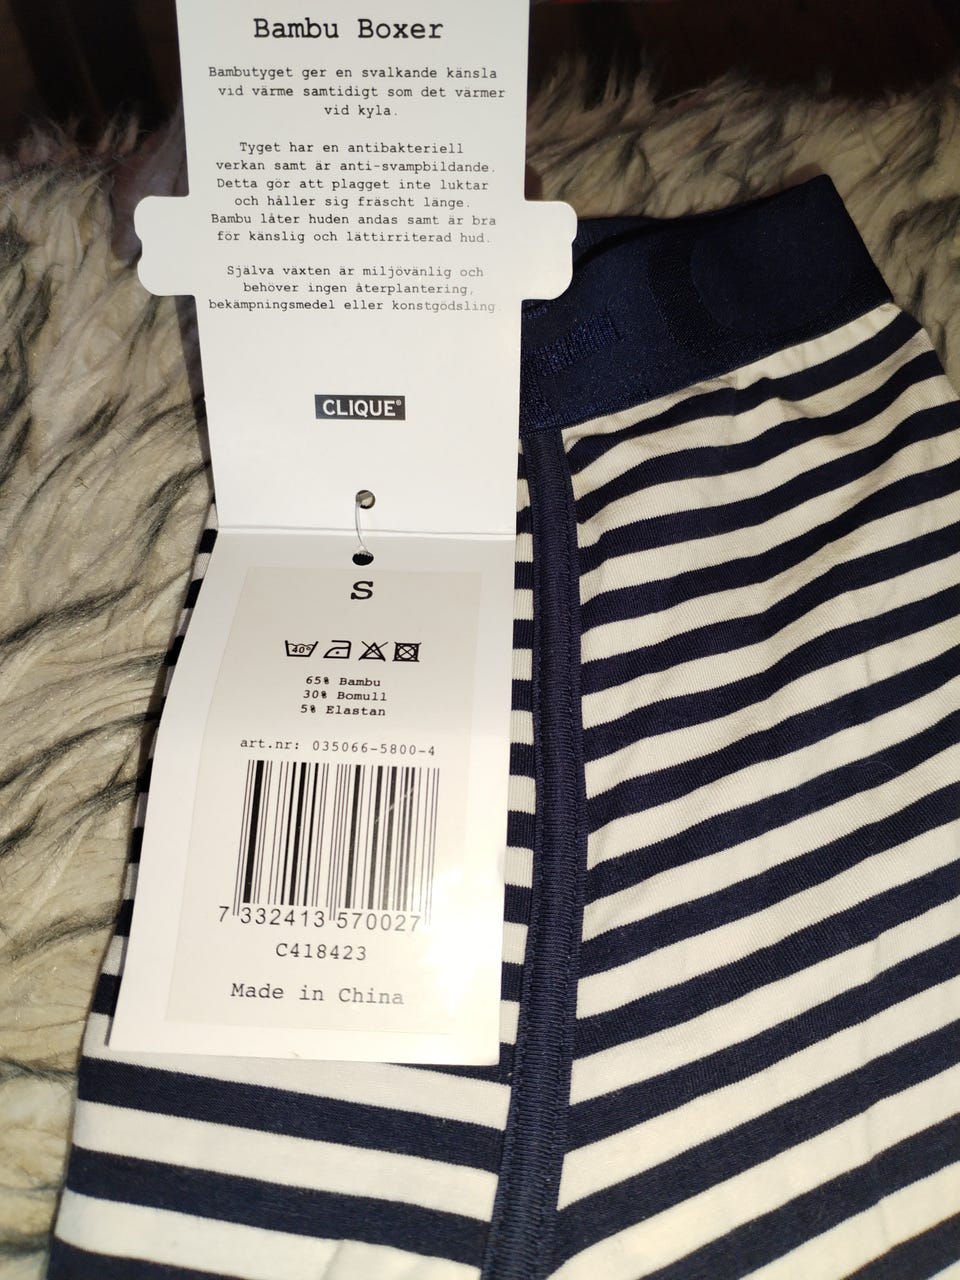 Bambu Boxer
Bambutyget ger en svalkande känsla
vid värme samtidigt som det värmer
vid kyla.
Tyget har en antibakteriell
verkan samt är anti-svampbildande.
Detta gör att plagget inte luktar
och håller sig fräscht länge.
Bambu låter huden andas samt är bra
för känslig och lättirriterad hud.
Själva växten är miljövänlig och
behöver ingen återplantering,
bekämpningsmedel eller konstgödsling.
CLIQUE®
S
40°
65% Bambu
30% Bomull
5% Elastan
art.nr: 035066-5800-4
7 332413 570027
C418423
Made in China